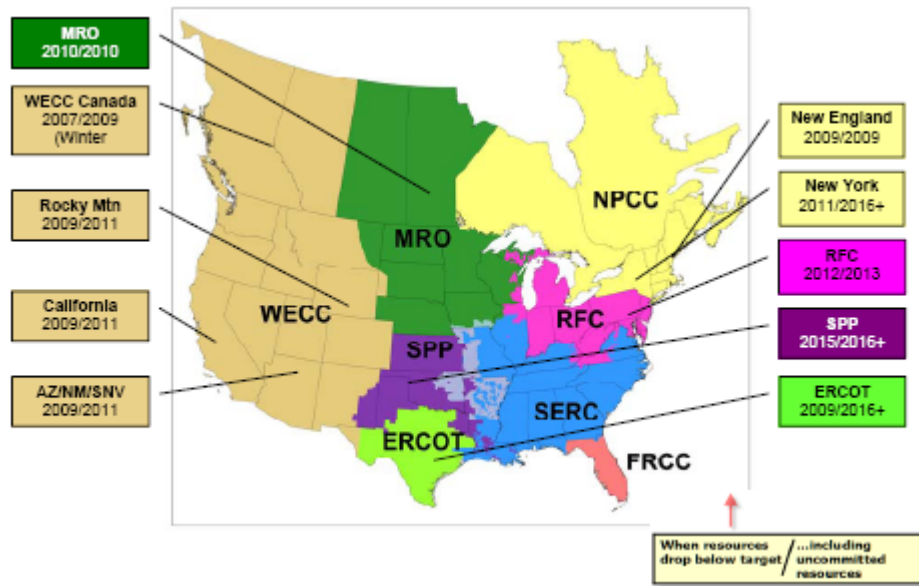 MRO
2010/2010
WECC Canada
2007/2009
(Winter
Rocky Mtn
2009/2011
California
2009/2011
AZ/NM/SNV
2009/2011
NPCC
MRO
WECC
RFC
SPP
SERC
ERCOT
FRCC
New England
2009/2009
New York
2011/2016+
RFC
2012/2013
SPP
2015/2016+
ERCOT
2009/2016+
When resources
drop below target
/
...including
uncommitted
resources